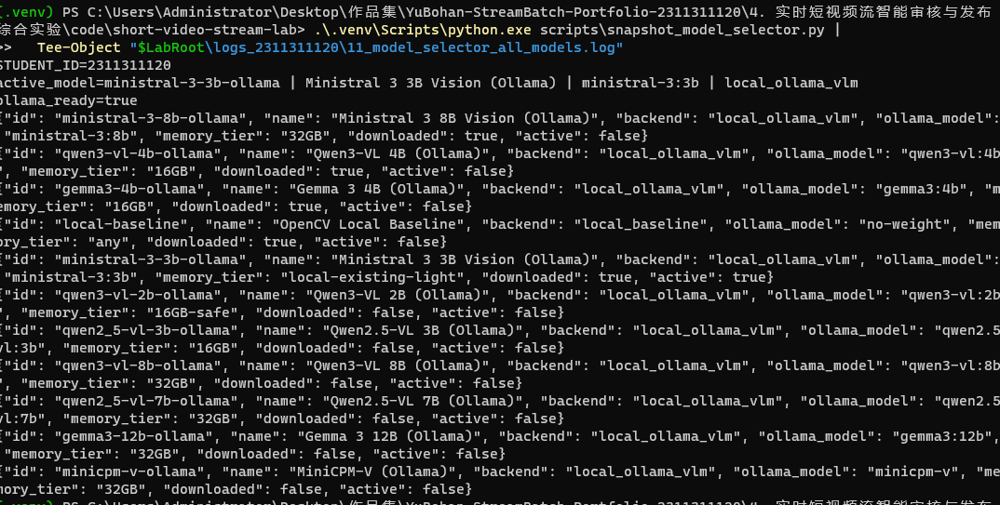 (.venv) PS C:\Users\Administrator\Desktop\作品集\YuBohan-StreamBatch-Portfolio-2311311120\4. 实时短视频流智能审核与发布
综合实验\code\short-video-stream-lab> .\.venv\Scripts\python.exe scripts\snapshot_model_selector.py |
>>   Tee-Object "$LabRoot\logs_2311311120\11_model_selector_all_models.log"
STUDENT_ID=2311311120
active_model=ministral-3-3b-ollama | Ministral 3 3B Vision (Ollama) | ministral-3:3b | local_ollama_vlm
ollama_ready=true
{"id": "ministral-3-8b-ollama", "name": "Ministral 3 8B Vision (Ollama)", "backend": "local_ollama_vlm", "ollama_model":
 "ministral-3:8b", "memory_tier": "32GB", "downloaded": true, "active": false}
{"id": "qwen3-vl-4b-ollama", "name": "Qwen3-VL 4B (Ollama)", "backend": "local_ollama_vlm", "ollama_model": "qwen3-vl:4b
", "memory_tier": "16GB", "downloaded": true, "active": false}
{"id": "gemma3-4b-ollama", "name": "Gemma 3 4B (Ollama)", "backend": "local_ollama_vlm", "ollama_model": "gemma3:4b", "m
emory_tier": "16GB", "downloaded": true, "active": false}
{"id": "local-baseline", "name": "OpenCV Local Baseline", "backend": "local_baseline", "ollama_model": "no-weight", "mem
ory_tier": "any", "downloaded": true, "active": false}
{"id": "ministral-3-3b-ollama", "name": "Ministral 3 3B Vision (Ollama)", "backend": "local_ollama_vlm", "ollama_model":
 "ministral-3:3b", "memory_tier": "local-existing-light", "downloaded": true, "active": true}
{"id": "qwen3-vl-2b-ollama", "name": "Qwen3-VL 2B (Ollama)", "backend": "local_ollama_vlm", "ollama_model": "qwen3-vl:2b
", "memory_tier": "16GB-safe", "downloaded": false, "active": false}
{"id": "qwen2_5-vl-3b-ollama", "name": "Qwen2.5-VL 3B (Ollama)", "backend": "local_ollama_vlm", "ollama_model": "qwen2.5
vl:3b", "memory_tier": "16GB", "downloaded": false, "active": false}
{"id": "qwen3-vl-8b-ollama", "name": "Qwen3-VL 8B (Ollama)", "backend": "local_ollama_vlm", "ollama_model": "qwen3-vl:8b
", "memory_tier": "32GB", "downloaded": false, "active": false}
{"id": "qwen2_5-vl-7b-ollama", "name": "Qwen2.5-VL 7B (Ollama)", "backend": "local_ollama_vlm", "ollama_model": "qwen2.5
vl:7b", "memory_tier": "32GB", "downloaded": false, "active": false}
{"id": "gemma3-12b-ollama", "name": "Gemma 3 12B (Ollama)", "backend": "local_ollama_vlm", "ollama_model": "gemma3:12b",
 "memory_tier": "32GB", "downloaded": false, "active": false}
{"id": "minicpm-v-ollama", "name": "MiniCPM-V (Ollama)", "backend": "local_ollama_vlm", "ollama_model": "minicpm-v", "me
mory_tier": "32GB", "downloaded": false, "active": false}
(.venv) PS C:\Users\Administrator\Desktop\作品集\YuBohan-StreamBatch-Portfolio-2311311120\4. 实时短视频流智能审核与发布